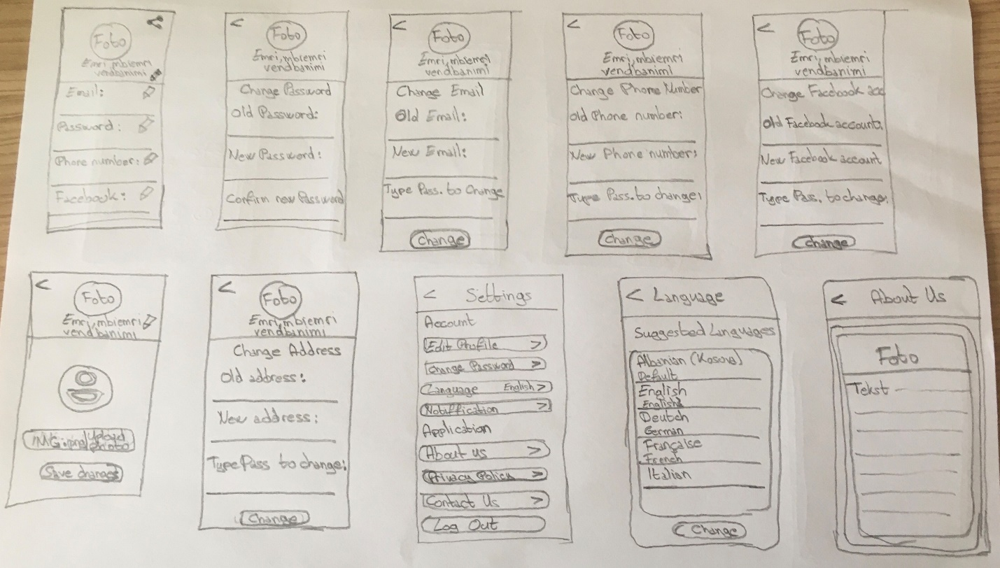 Foto
Emri, mbiemri
vendbanimi
Email:
Password:
Phone number:
Facebook:
<
Foto
Emri, mbiemri
vendbanimi
Change Password
Old Password:
New Password:
Confirm new Password
<
Foto
Emri, mbiemri
vendbanimi
Change Email
Old Email:
New Email:
Type Pass. to Change
Change
<
Foto
Emri, mbiemri
vendbanimi
Change Phone Number
Old Phone number:
New Phone number:
Type Pass. to change:
Change
<
Foto
Emri, mbiemri
vendbanimi
Change Facebook acc
Old Facebook account:
New Facebook account
Type Pass. to change:
Change
<
Foto
Emri, mbiemri
vendbanimi
IMG.png Upload
photo
Save changes
<
Foto
Emri, mbiemri
vendbanimi
Change Address
Old address:
New address:
Type Pass to change:
Change
< Settings
Account
Edit Profile >
Change Password >
Language English >
Notiffication >
Application
About us >
Privacy Policy >
Contact Us >
Log Out
< Language
Suggested Languages
Albanian (Kosova)
Default
English
English
Deutch
German
Française
French
Italian
Change
< About Us
Foto
Tekst